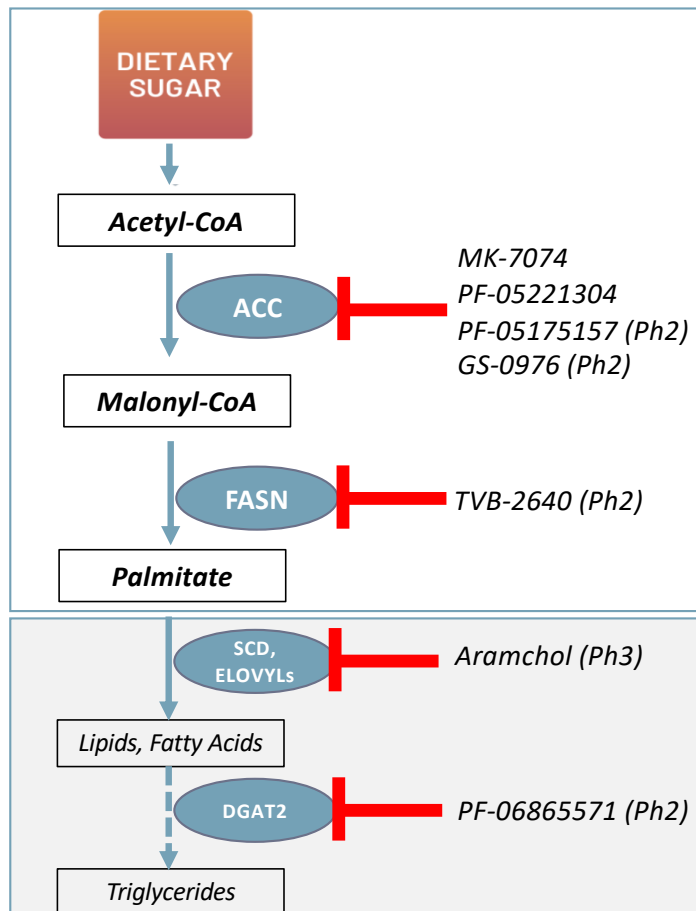 DIETARY
SUGAR
Acetyl-CoA
ACC
MK-7074
PF-05221304
PF-05175157 (Ph2)
GS-0976 (Ph2)
Malonyl-CoA
FASN
TVB-2640 (Ph2)
Palmitate
SCD,
ELOVYLs
Aramchol (Ph3)
Lipids, Fatty Acids
DGAT2
PF-06865571 (Ph2)
Triglycerides